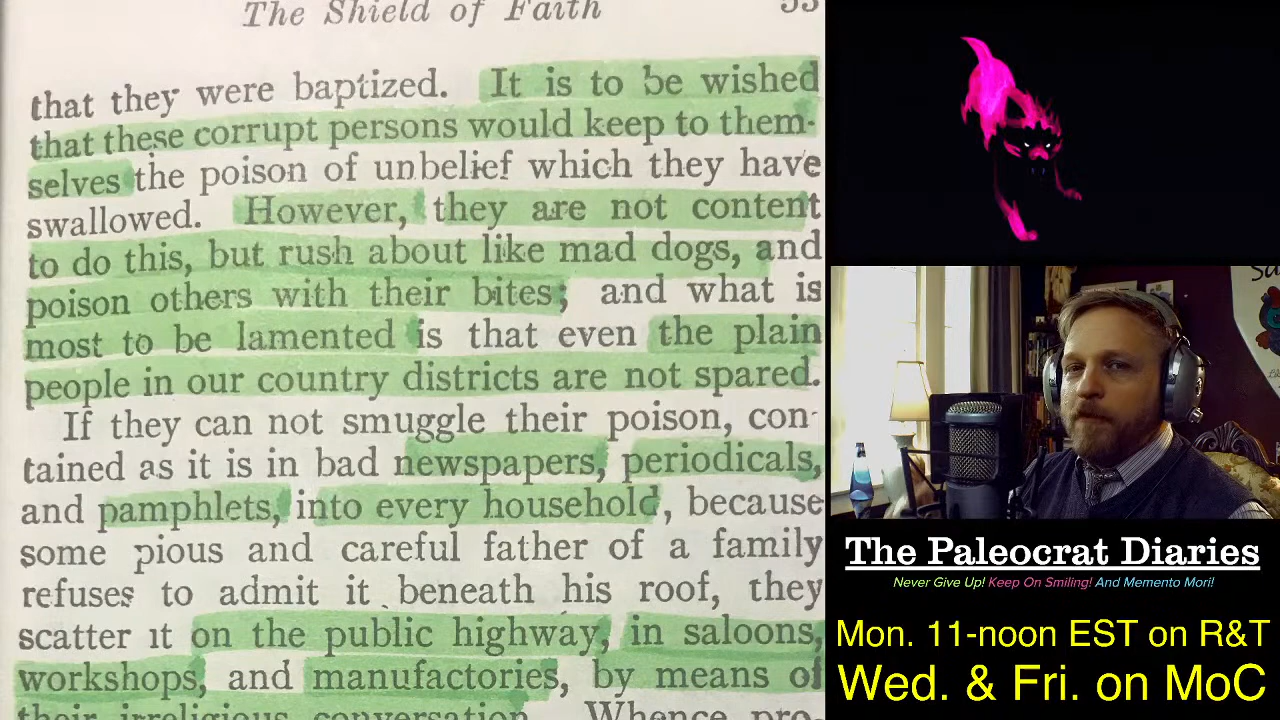 The Shield of Faith
that they were baptized. It is to be wished
that these corrupt persons would keep to them-
selves the poison of unbelief which they have
swallowed. However, they are not content
to do this, but rush about like mad dogs, and
poison others with their bites; and what is
most to be lamented is that even the plain
people in our country districts are not spared.
If they can not smuggle their poison, con-
tained as it is in bad newspapers, periodicals,
and pamphlets, into every household, because
some pious and careful father of a family
refuses to admit it beneath his roof, they
scatter it on the public highway, in saloons,
workshops, and manufactories, by means of
their irreligious conversation. Whence pro-
The Paleocrat Diaries
Never Give Up! Keep On Smiling! And Memento Mori!
Mon. 11-noon EST on R&T
Wed. & Fri. on MoC